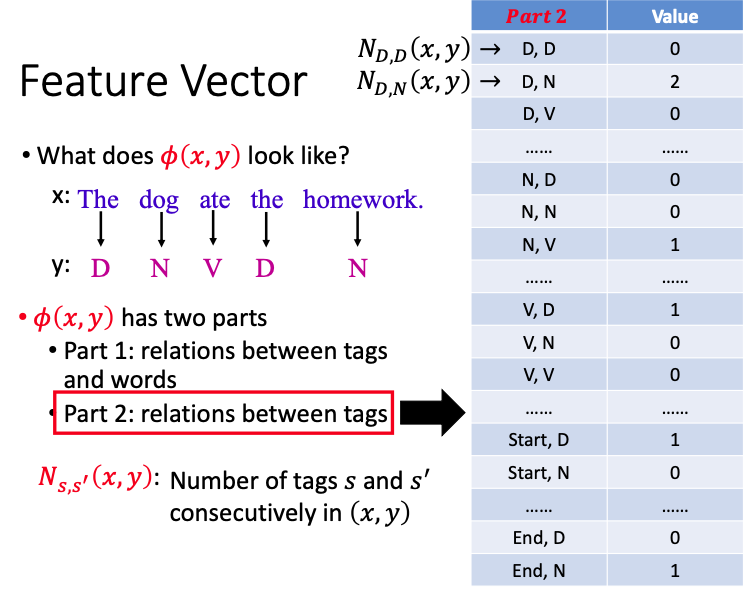 Feature Vector
• What does ϕ(x, y) look like?
x: The dog ate the homework.
y: D N V D N
• ϕ(x, y) has two parts
• Part 1: relations between tags
and words
• Part 2: relations between tags
N_{s,s'}(x, y): Number of tags s and s'
consecutively in (x, y)
N_{D,D}(x, y) →
N_{D,N}(x, y) →
Part 2 Value
D, D 0
D, N 2
D, V 0
...... ......
N, D 0
N, N 0
N, V 1
...... ......
V, D 1
V, N 0
V, V 0
...... ......
Start, D 1
Start, N 0
...... ......
End, D 0
End, N 1